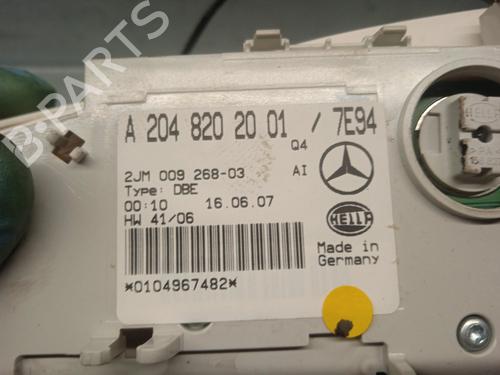 A 204 820 20 01 / 7E94
Q4
2JM 009 268-03 AI
Type: DBE
00:10 16.06.07
HW 41/06
HELLA
Made in
Germany
*0104967482*
HELLA
B-PARTS